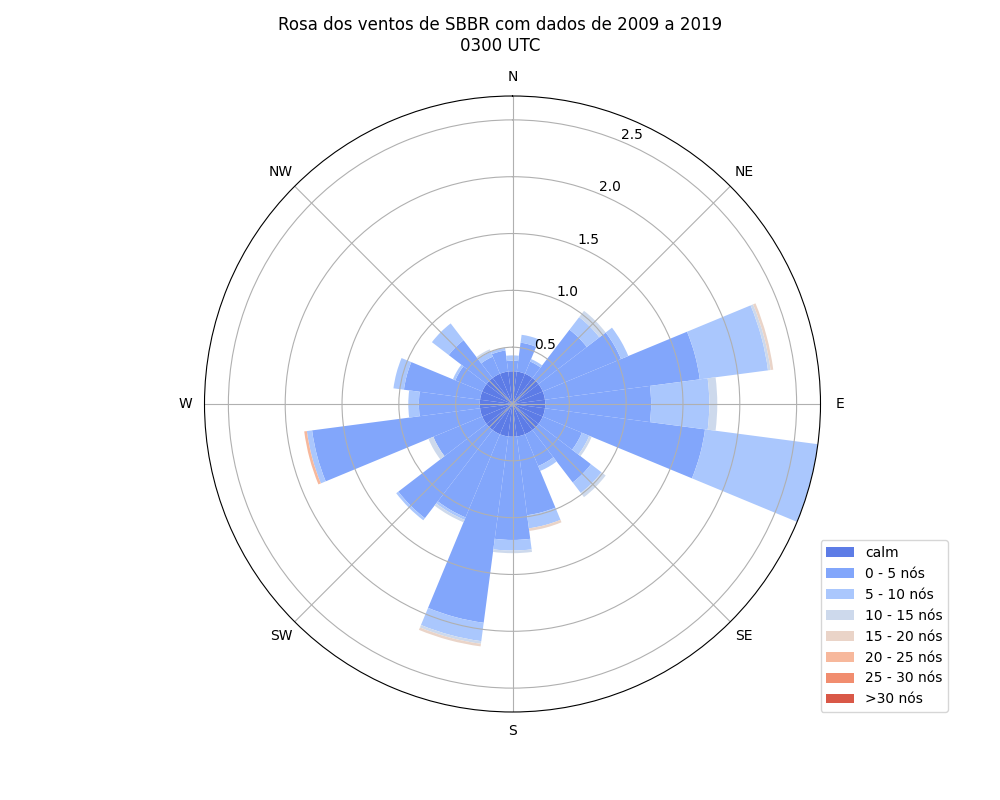 Rosa dos ventos de SBBR com dados de 2009 a 2019
0300 UTC
N
NE
E
SE
S
SW
W
NW
2.5
2.0
1.5
1.0
0.5
calm
0 - 5 nós
5 - 10 nós
10 - 15 nós
15 - 20 nós
20 - 25 nós
25 - 30 nós
>30 nós